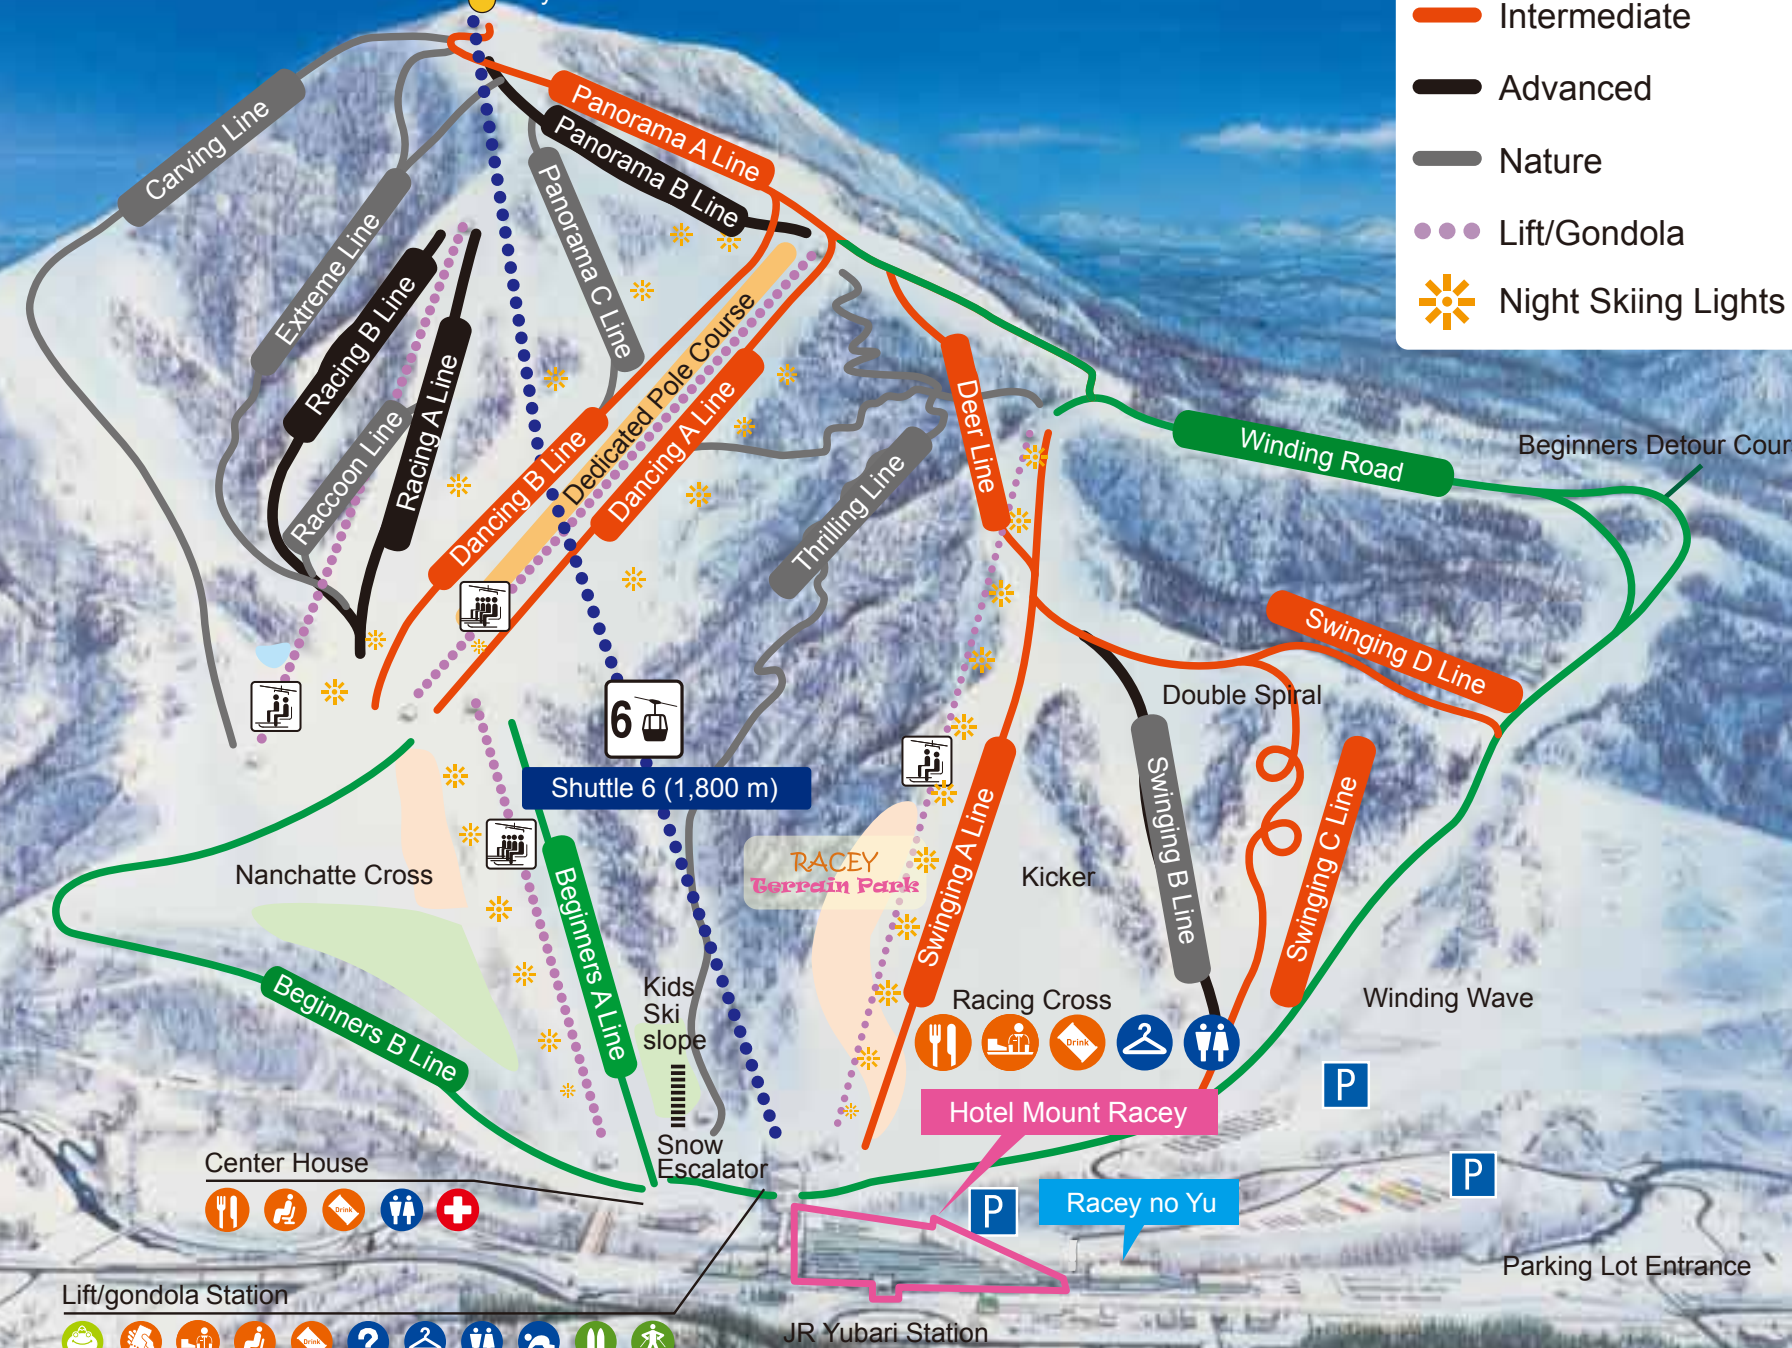 Intermediate
Advanced
Nature
Lift/Gondola
Night Skiing Lights
Carving Line
Panorama A Line
Panorama B Line
Panorama C Line
Extreme Line
Racing B Line
Racing A Line
Raccoon Line
Dancing B Line
Dedicated Pole Course
Dancing A Line
Deer Line
Thrilling Line
Winding Road
Beginners Detour Cour
Swinging D Line
Double Spiral
6
Shuttle 6 (1,800 m)
Nanchatte Cross
RACEY
Terrain Park
Swinging A Line
Kicker
Swinging B Line
Swinging C Line
Beginners A Line
Beginners B Line
Kids
Ski
slope
Racing Cross
Drink
Winding Wave
P
Hotel Mount Racey
Snow
Escalator
Center House
Drink
P
P
Racey no Yu
Parking Lot Entrance
Lift/gondola Station
Drink
?
JR Yubari Station